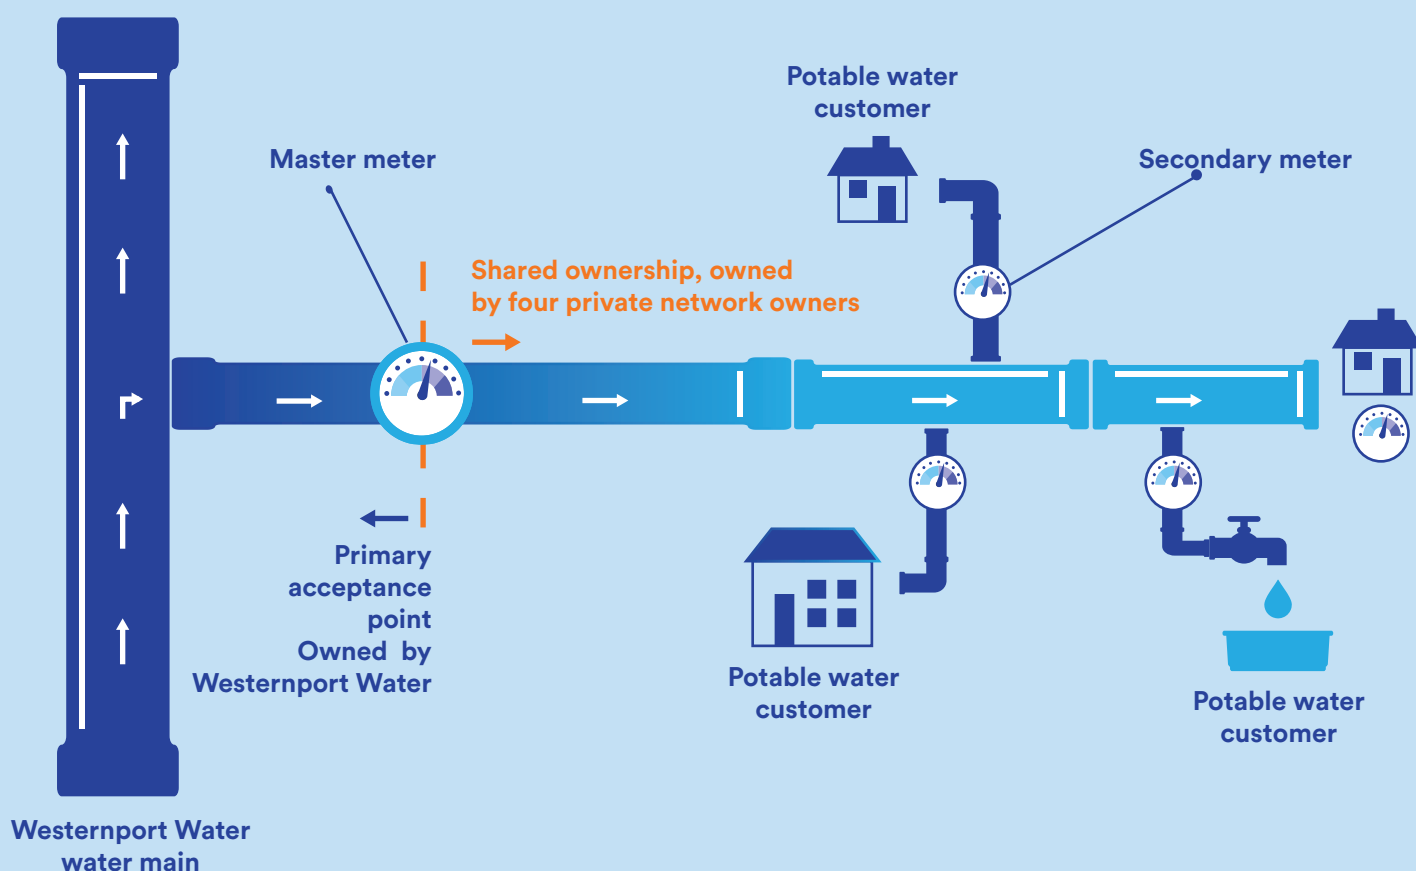 Potable water
customer
Master meter
Secondary meter
Shared ownership, owned
by four private network owners
Primary
acceptance
point
Owned by
Westernport Water
Potable water
customer
Potable water
customer
Westernport Water
water main